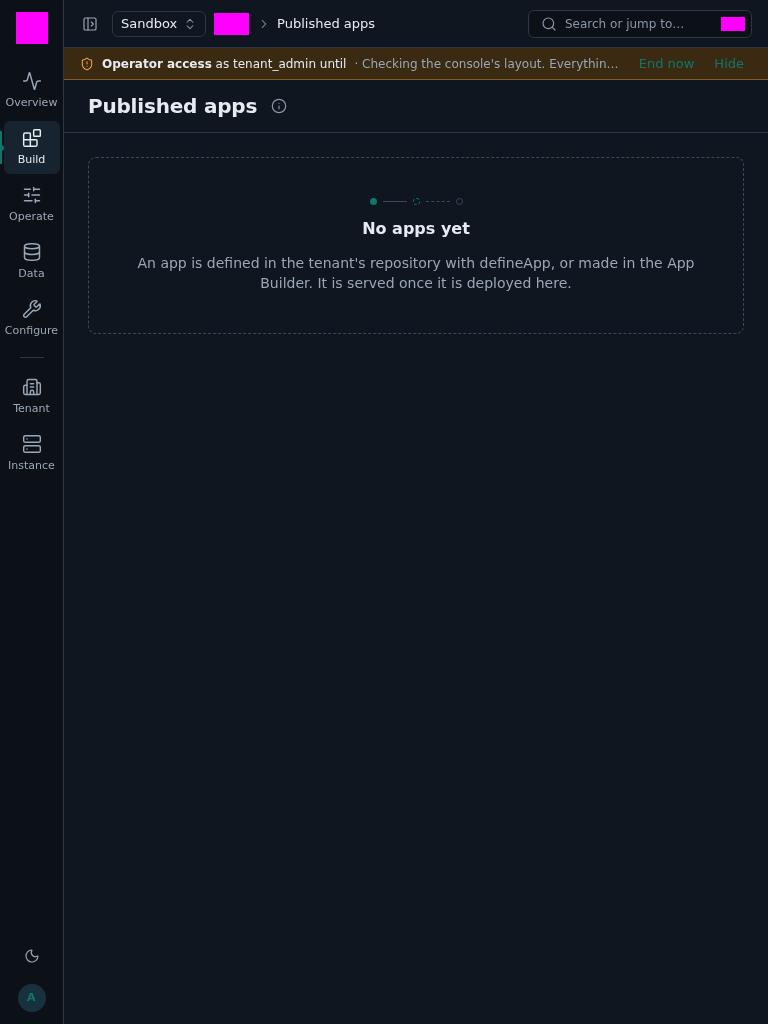 Sandbox
Published apps
Search or jump to…
Operator access as tenant_admin until · Checking the console's layout. Everythin…
End now
Hide
Overview
Build
Operate
Data
Configure
Tenant
Instance
A
Published apps
No apps yet
An app is defined in the tenant's repository with defineApp, or made in the App
Builder. It is served once it is deployed here.